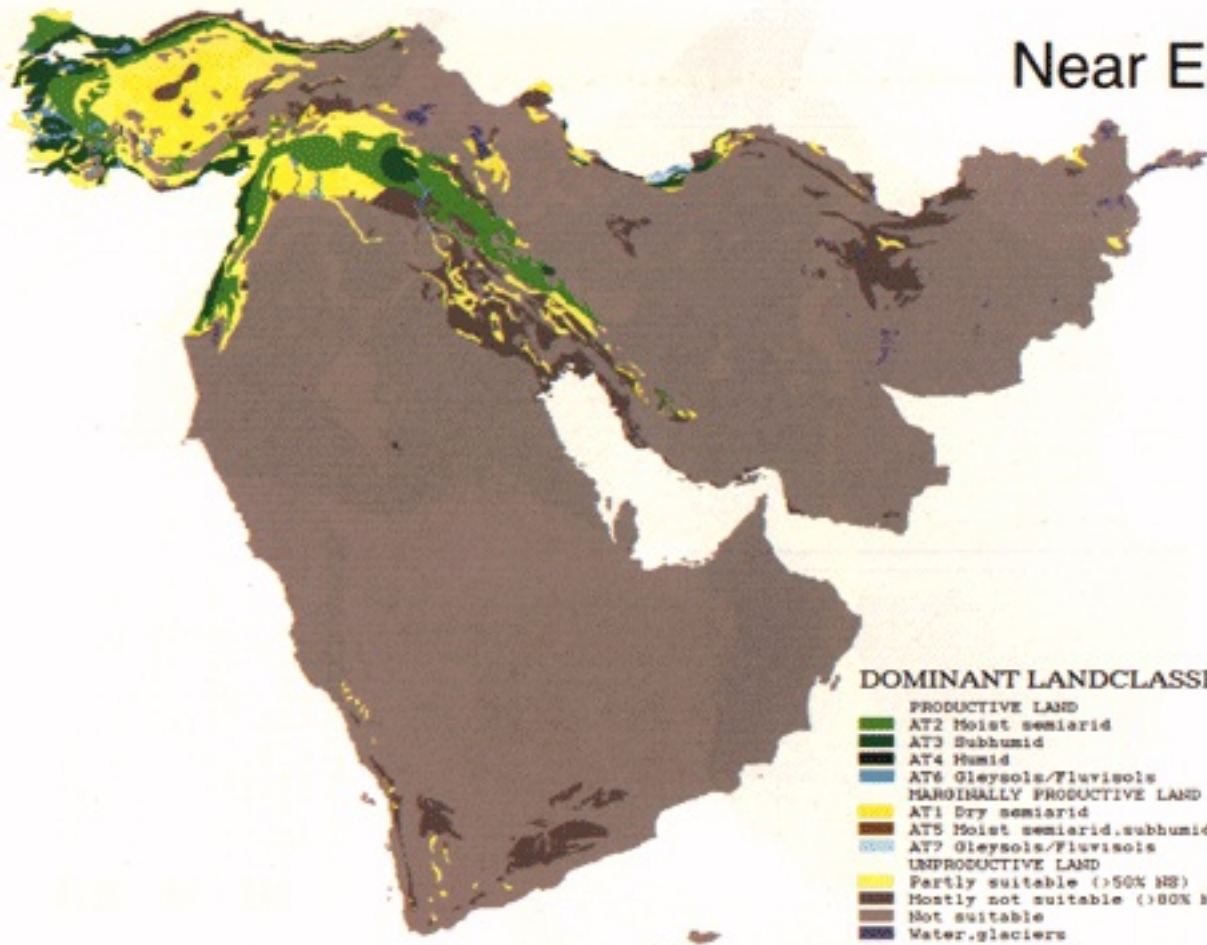 Near E
DOMINANT LANDCLASSE
PRODUCTIVE LAND
AT2 Moist semiarid
AT3 Subhumid
AT4 Humid
AT6 Gleysols/Fluvisols
MARGINALLY PRODUCTIVE LAND
AT1 Dry semiarid
AT5 Moist semiarid.subhumid
AT7 Gleysols/Fluvisols
UNPRODUCTIVE LAND
Partly suitable (>50% NS)
Mostly not suitable (>80% N
Not suitable
Water.glaciers